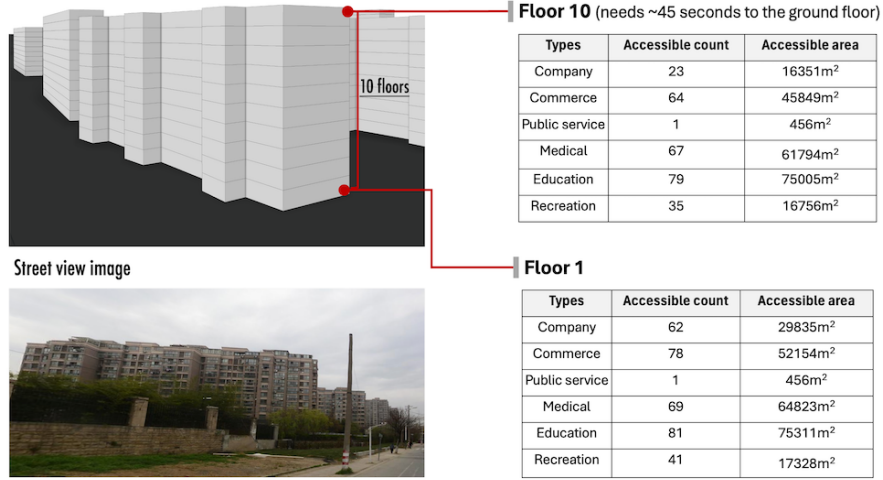 Floor 10 (needs ~45 seconds to the ground floor)
Types Accessible count Accessible area
Company 23 16351m²
Commerce 64 45849m²
Public service 1 456m²
Medical 67 61794m²
Education 79 75005m²
Recreation 35 16756m²
10 floors
Street view image
Floor 1
Types Accessible count Accessible area
Company 62 29835m²
Commerce 78 52154m²
Public service 1 456m²
Medical 69 64823m²
Education 81 75311m²
Recreation 41 17328m²